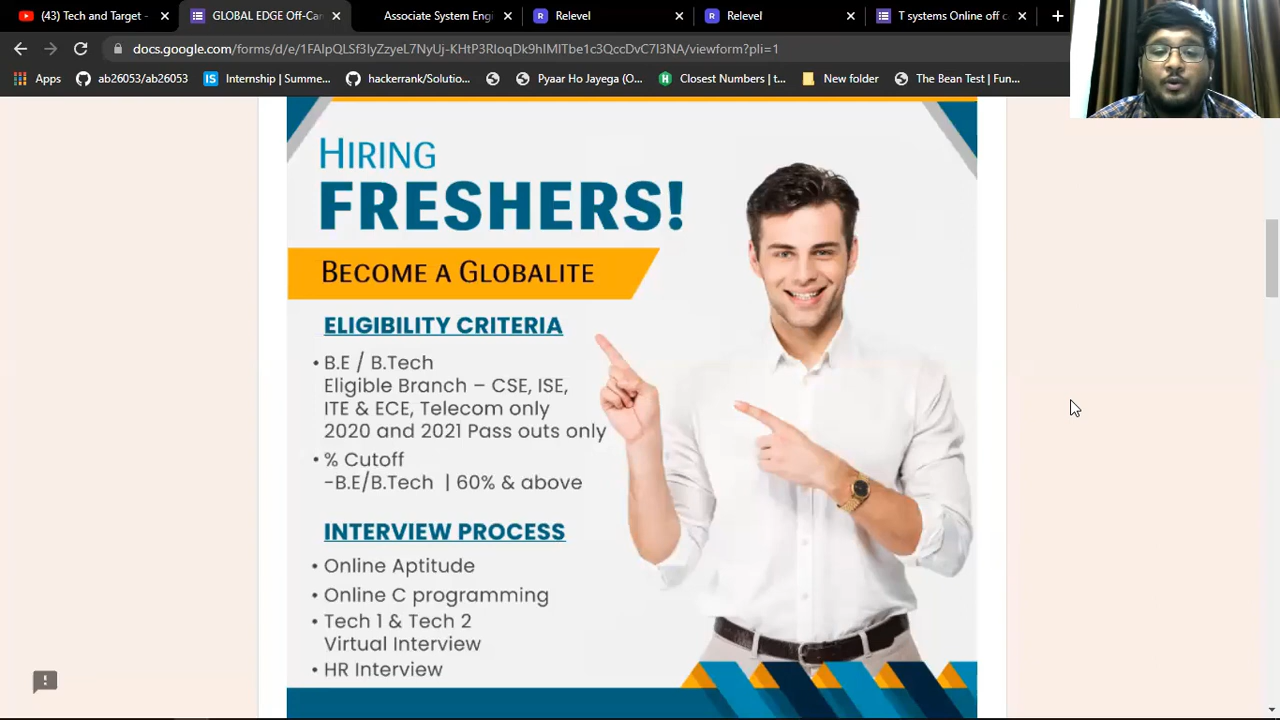 (43) Tech and Target -
GLOBAL EDGE Off-Ca
Associate System Eng
Relevel
Relevel
T systems Online off c
docs.google.com/forms/d/e/1FAIpQLSf3IyZzyeL7NyUj-KHtP3RloqDk9hIMITbe1c3QccDvC7I3NA/viewform?pli=1
Apps
ab26053/ab26053
IS
Internship | Summe...
hackerrank/Solutio...
Pyaar Ho Jayega (O...
H
Closest Numbers | t...
New folder
The Bean Test | Fun...
HIRING
FRESHERS!
BECOME A GLOBALITE
ELIGIBILITY CRITERIA
• B.E / B.Tech
Eligible Branch – CSE, ISE,
ITE & ECE, Telecom only
2020 and 2021 Pass outs only
• % Cutoff
-B.E/B.Tech | 60% & above
INTERVIEW PROCESS
• Online Aptitude
• Online C programming
• Tech 1 & Tech 2
Virtual Interview
• HR Interview